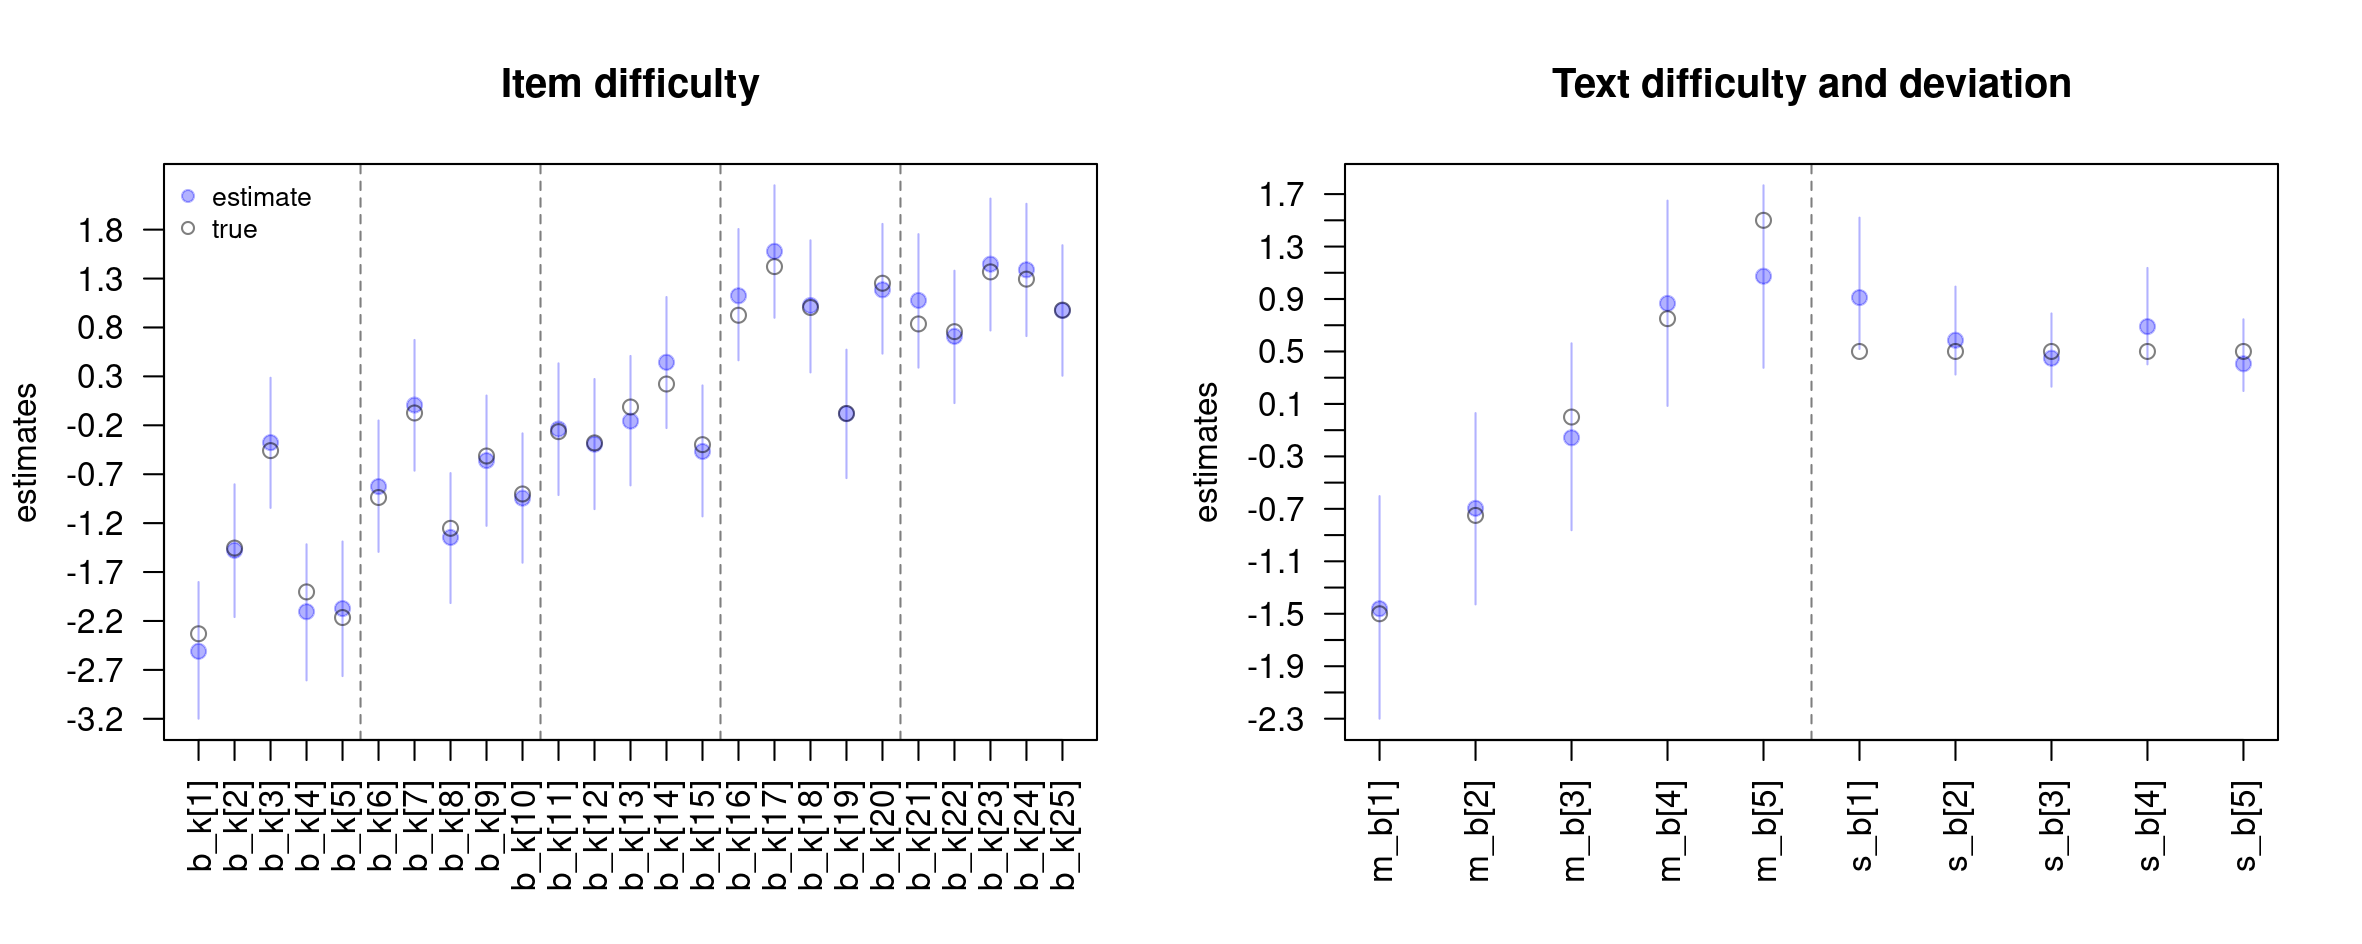 Item difficulty
estimate
true
estimates
1.8
1.3
0.8
0.3
-0.2
-0.7
-1.2
-1.7
-2.2
-2.7
-3.2
b_k[1]
b_k[2]
b_k[3]
b_k[4]
b_k[5]
b_k[6]
b_k[7]
b_k[8]
b_k[9]
b_k[10]
b_k[11]
b_k[12]
b_k[13]
b_k[14]
b_k[15]
b_k[16]
b_k[17]
b_k[18]
b_k[19]
b_k[20]
b_k[21]
b_k[22]
b_k[23]
b_k[24]
b_k[25]
Text difficulty and deviation
estimates
1.7
1.3
0.9
0.5
0.1
-0.3
-0.7
-1.1
-1.5
-1.9
-2.3
m_b[1]
m_b[2]
m_b[3]
m_b[4]
m_b[5]
s_b[1]
s_b[2]
s_b[3]
s_b[4]
s_b[5]